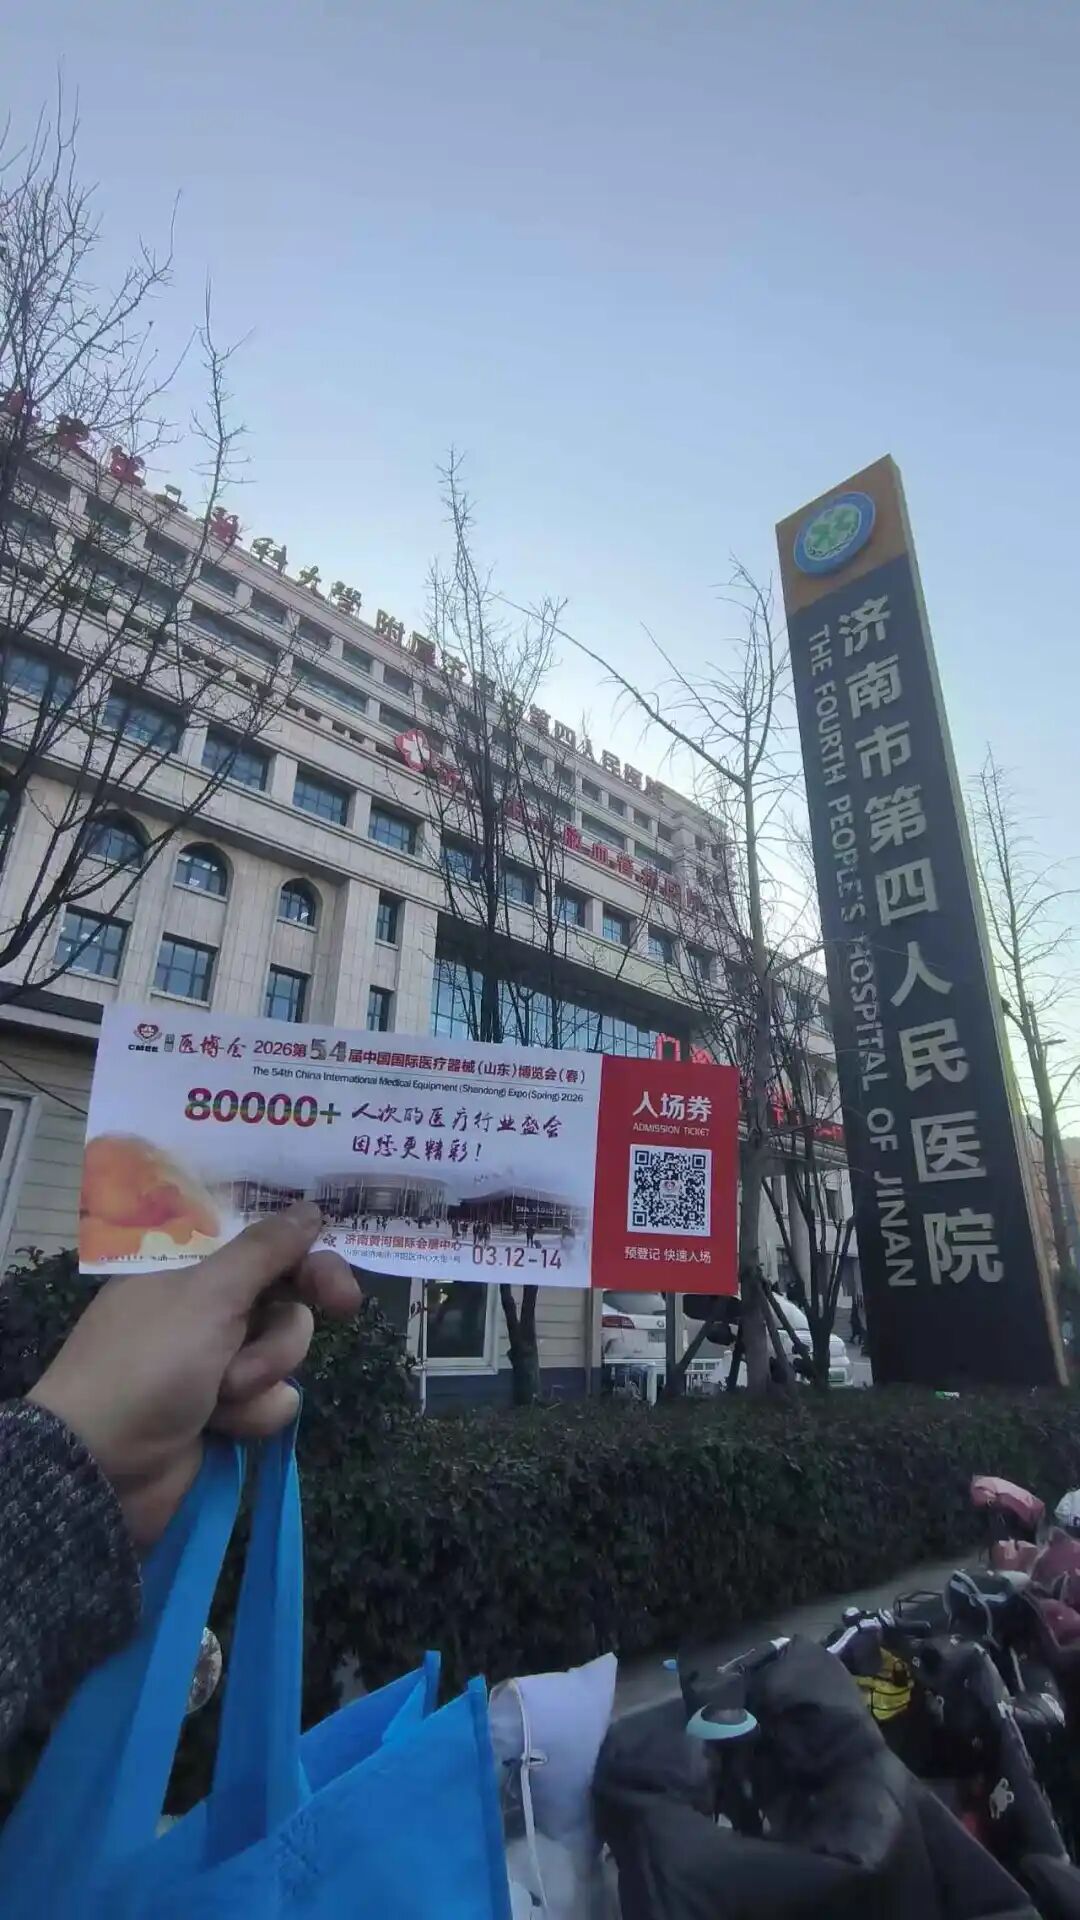 科大學 附属济南市第四人民医院
济南市第四人民医院
THE FOURTH PEOPLE'S HOSPITAL OF JINAN
CMEE
医博会 2026第54届中国国际医疗器械(山东)博览会(春)
The 54th China International Medical Equipment (Shandong) Expo (Spring) 2026
80000+ 人次的医疗行业盛会
因您更精彩!
济南黄河国际会展中心
03.12-14
入场券
ADMISSION TICKET
预登记 快速入场